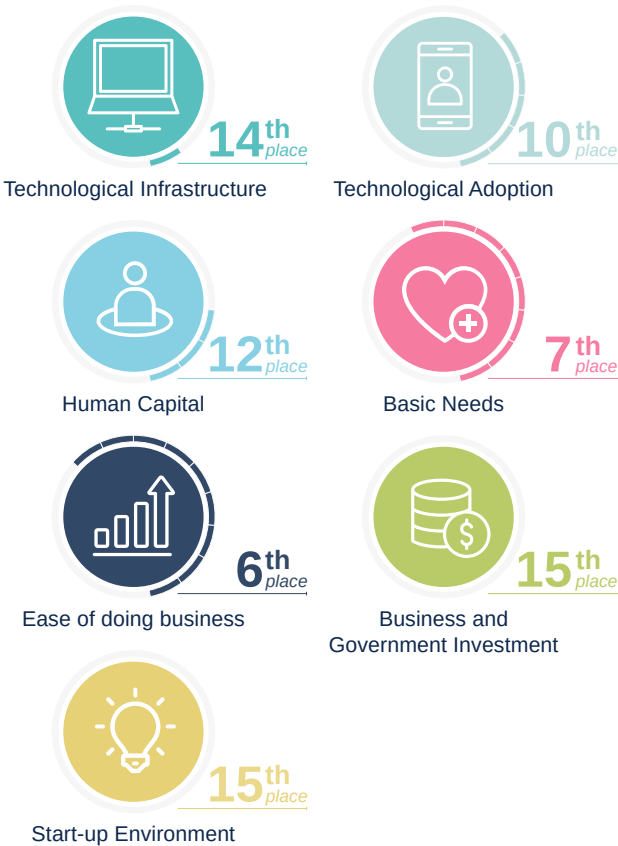 14th place
Technological Infrastructure
10th place
Technological Adoption
12th place
Human Capital
7th place
Basic Needs
6th place
Ease of doing business
$
15th place
Business and
Government Investment
15th place
Start-up Environment